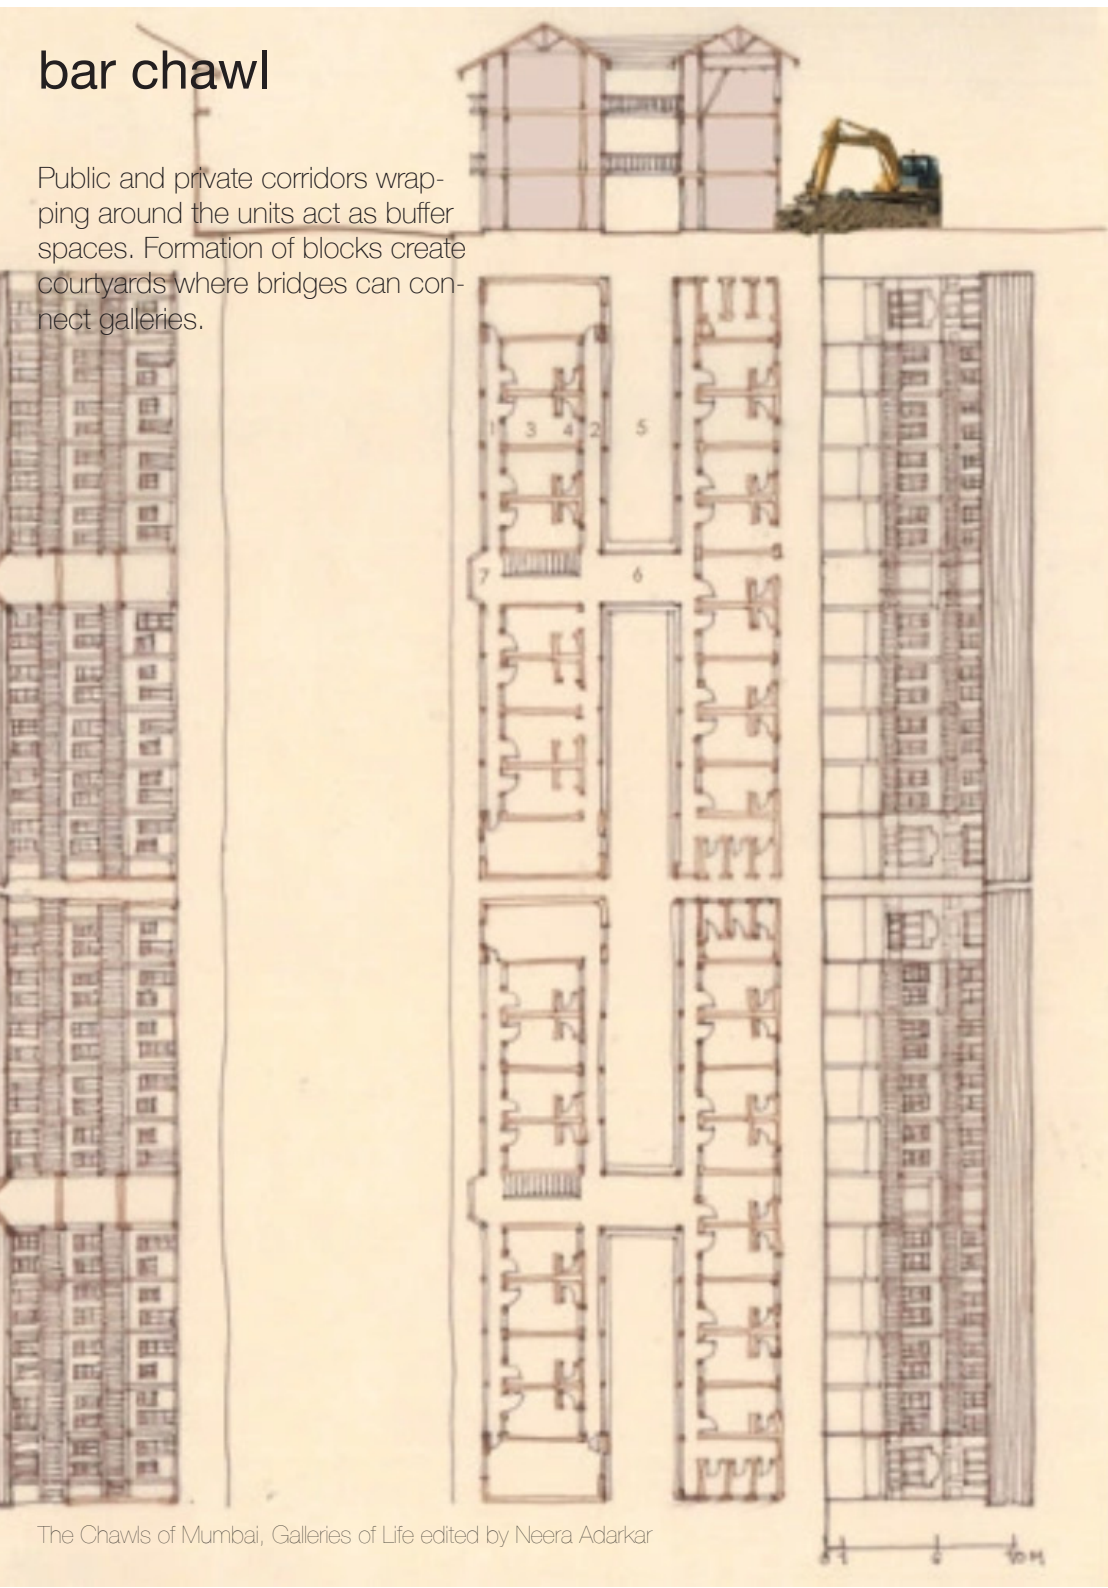 bar chawl
Public and private corridors wrap-
ping around the units act as buffer
spaces. Formation of blocks create
courtyards where bridges can con-
nect galleries.
1 3 4 2 5
7 6
The Chawls of Mumbai, Galleries of Life edited by Neera Adarkar
0 1 10 M